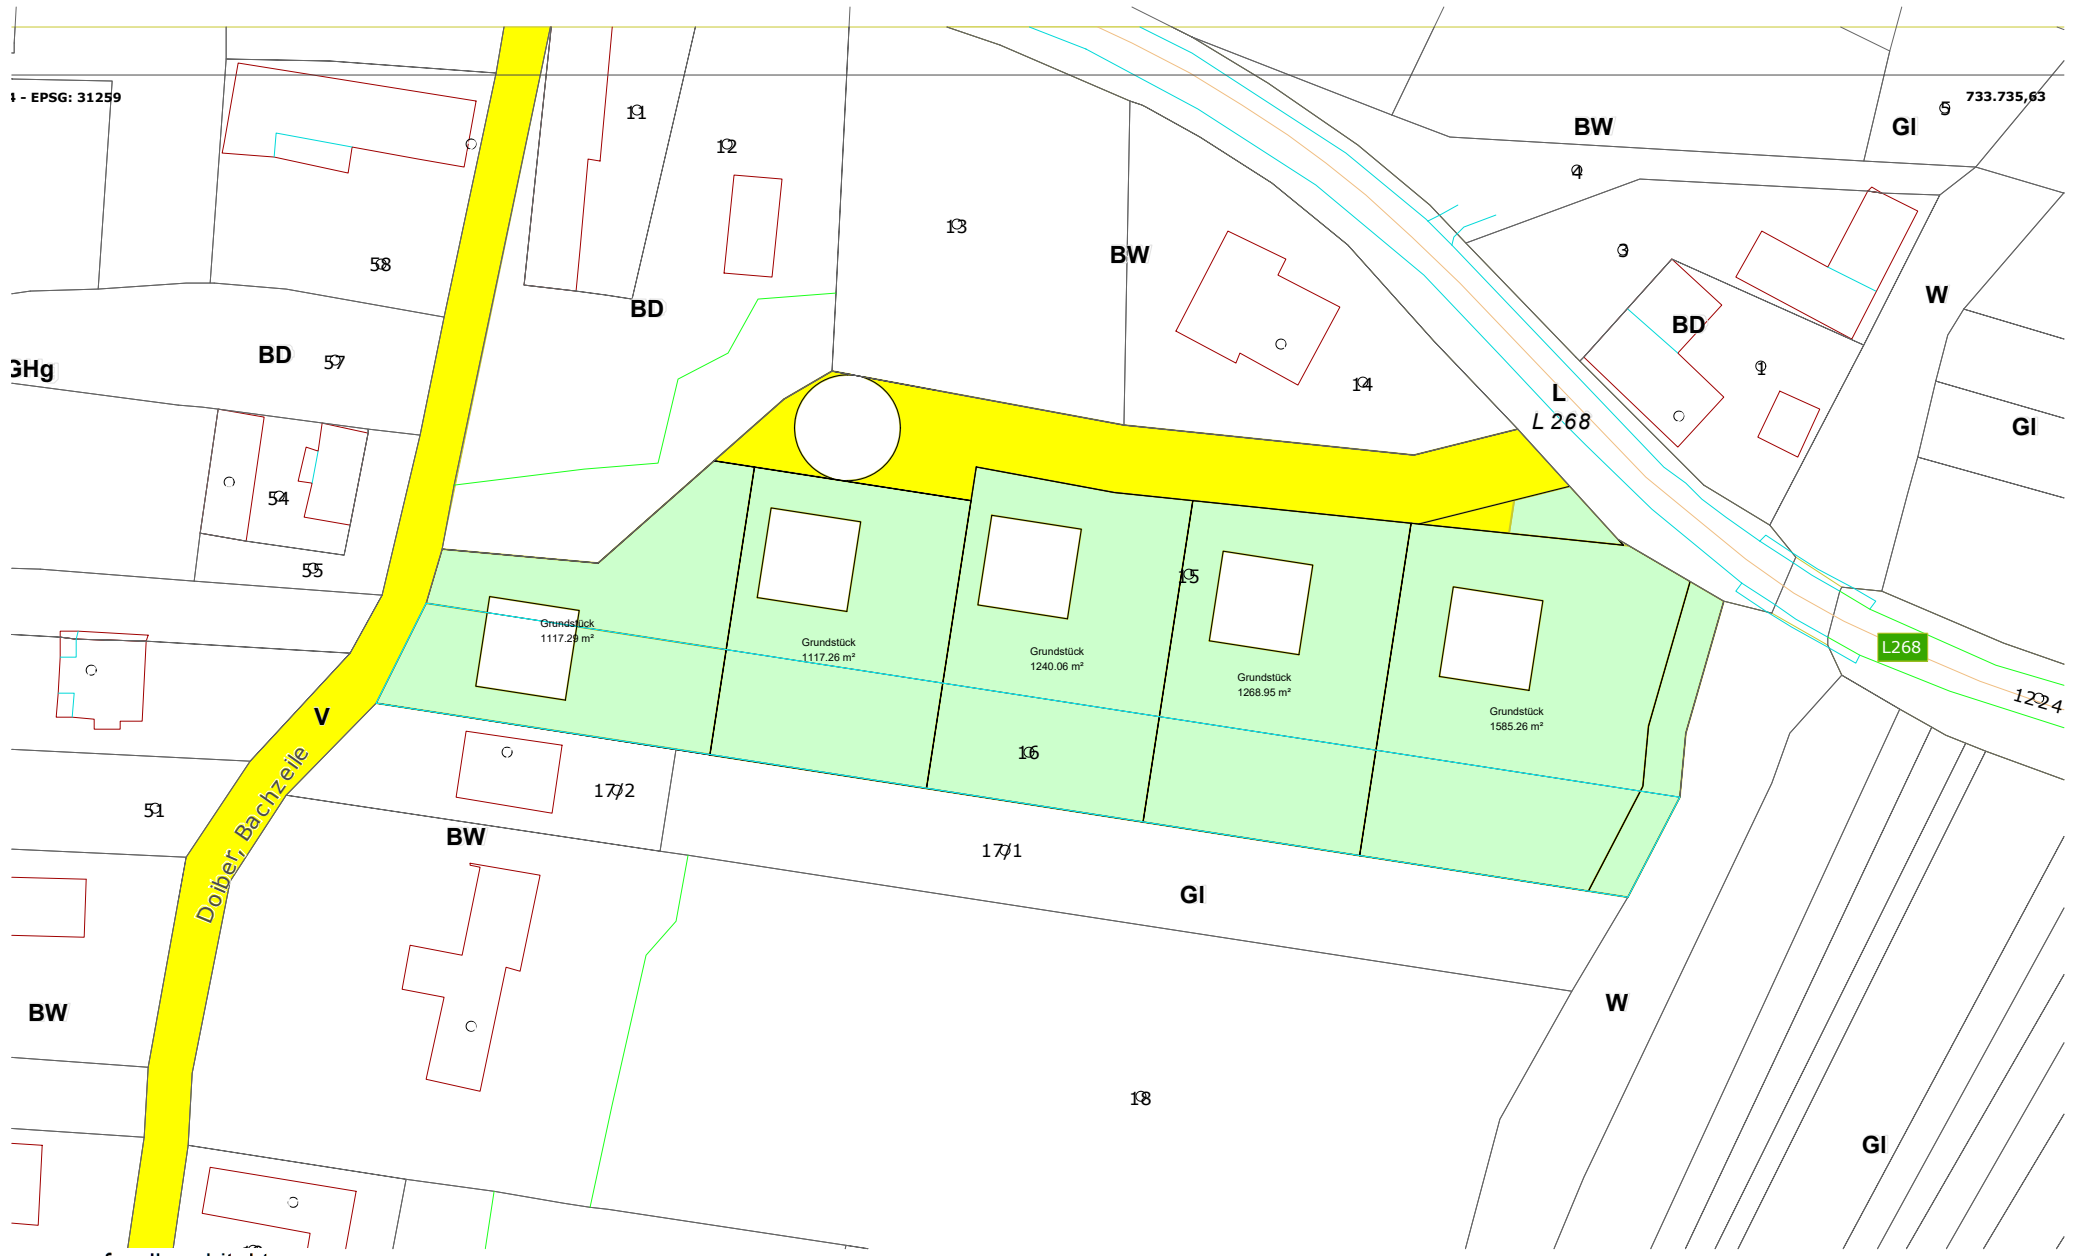 4 - EPSG: 31259
733.735,63
11
12
BW
GI
5
4
58
13
BW
3
W
BD
BD
BD
57
1
GHg
14
L
L 268
GI
54
55
15
Grundstück
1117.29 m²
Grundstück
1117.26 m²
Grundstück
1240.06 m²
Grundstück
1268.95 m²
Grundstück
1585.26 m²
L268
1224
V
Doiber, Bachzeile
16
17/2
51
BW
17/1
GI
BW
W
18
GI